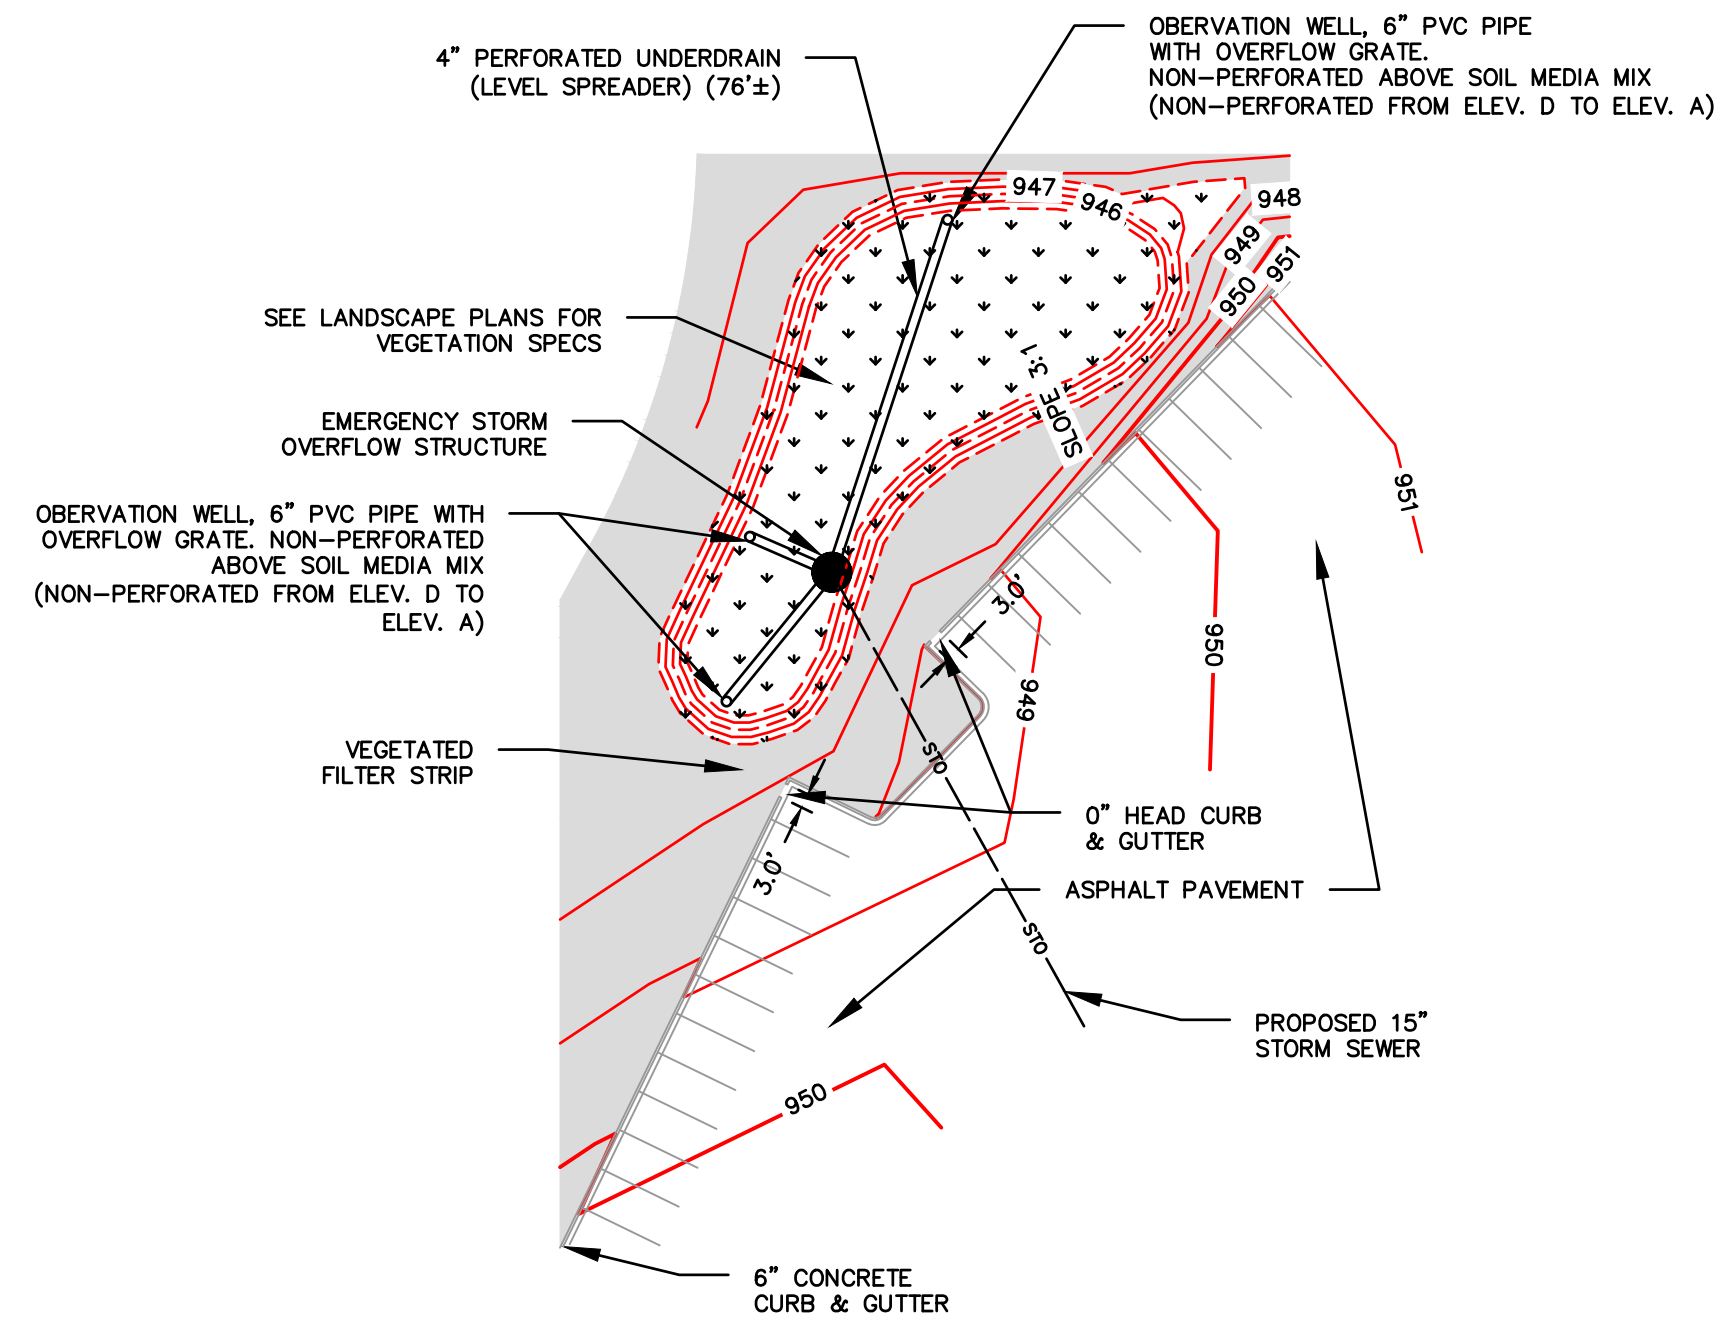 OBERVATION WELL, 6" PVC PIPE
WITH OVERFLOW GRATE.
NON-PERFORATED ABOVE SOIL MEDIA MIX
(NON-PERFORATED FROM ELEV. D TO ELEV. A)
4" PERFORATED UNDERDRAIN
(LEVEL SPREADER) (76'±)
947
946
948
949
951
950
SEE LANDSCAPE PLANS FOR
VEGETATION SPECS
SLOPE 3:1
EMERGENCY STORM
OVERFLOW STRUCTURE
951
OBERVATION WELL, 6" PVC PIPE WITH
OVERFLOW GRATE. NON-PERFORATED
ABOVE SOIL MEDIA MIX
(NON-PERFORATED FROM ELEV. D TO
ELEV. A)
3.0'
950
949
VEGETATED
FILTER STRIP
STO
0" HEAD CURB
& GUTTER
3.0'
ASPHALT PAVEMENT
STO
PROPOSED 15"
STORM SEWER
950
6" CONCRETE
CURB & GUTTER